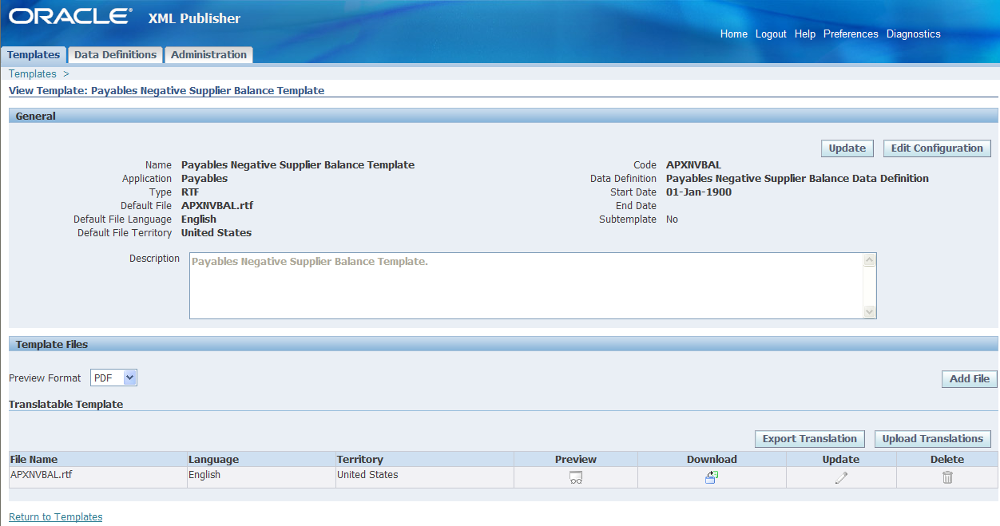 ORACLE® XML Publisher
Home Logout Help Preferences Diagnostics
Templates Data Definitions Administration
Templates >
View Template: Payables Negative Supplier Balance Template
General
Update Edit Configuration
Name Payables Negative Supplier Balance Template
Application Payables
Type RTF
Default File APXNVBAL.rtf
Default File Language English
Default File Territory United States
Code APXNVBAL
Data Definition Payables Negative Supplier Balance Data Definition
Start Date 01-Jan-1900
End Date
Subtemplate No
Description Payables Negative Supplier Balance Template.
Template Files
Preview Format PDF
Add File
Translatable Template
Export Translation Upload Translations
File Name Language Territory Preview Download Update Delete
APXNVBAL.rtf English United States
Return to Templates